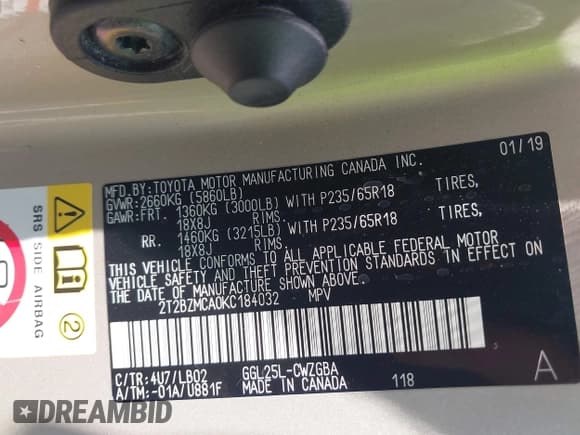 MFD.BY:TOYOTA MOTOR MANUFACTURING CANADA INC. 01/19
GVWR:2660KG (5860LB)
GAWR:FRT. 1360KG (3000LB) WITH P235/65R18 TIRES,
18X8J RIMS.
RR. 1460KG (3215LB) WITH P235/65R18 TIRES,
18X8J RIMS.
THIS VEHICLE CONFORMS TO ALL APPLICABLE FEDERAL MOTOR
VEHICLE SAFETY AND THEFT PREVENTION STANDARDS IN EFFECT ON
THE DATE OF MANUFACTURE SHOWN ABOVE.
2T2BZMCA0KC184032 MPV
C/TR:4U7/LB02 GGL25L-CWZGBA
A/TM:-01A/U881F MADE IN CANADA 118 A
SRS SIDE AIRBAG
2
DREAMBID